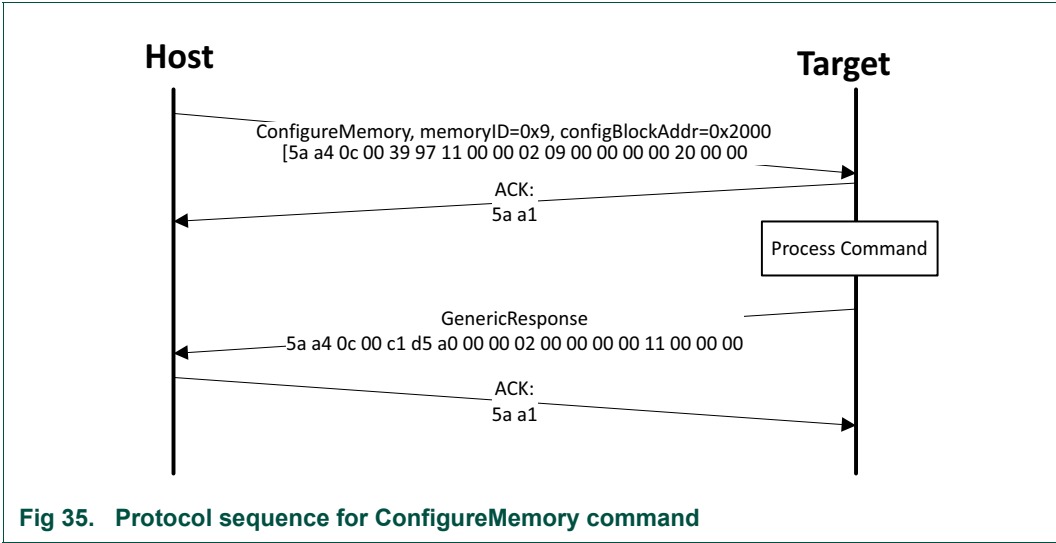 Host
Target
ConfigureMemory, memoryID=0x9, configBlockAddr=0x2000
[5a a4 0c 00 39 97 11 00 00 02 09 00 00 00 00 20 00 00
ACK:
5a a1
Process Command
GenericResponse
5a a4 0c 00 c1 d5 a0 00 00 02 00 00 00 00 11 00 00 00
ACK:
5a a1
Fig 35. Protocol sequence for ConfigureMemory command